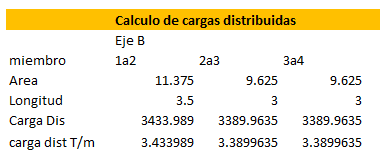 Calculo de cargas distribuidas
Eje B
miembro 1a2 2a3 3a4
Area 11.375 9.625 9.625
Longitud 3.5 3 3
Carga Dis 3433.989 3389.9635 3389.9635
carga dist T/m 3.433989 3.3899635 3.3899635